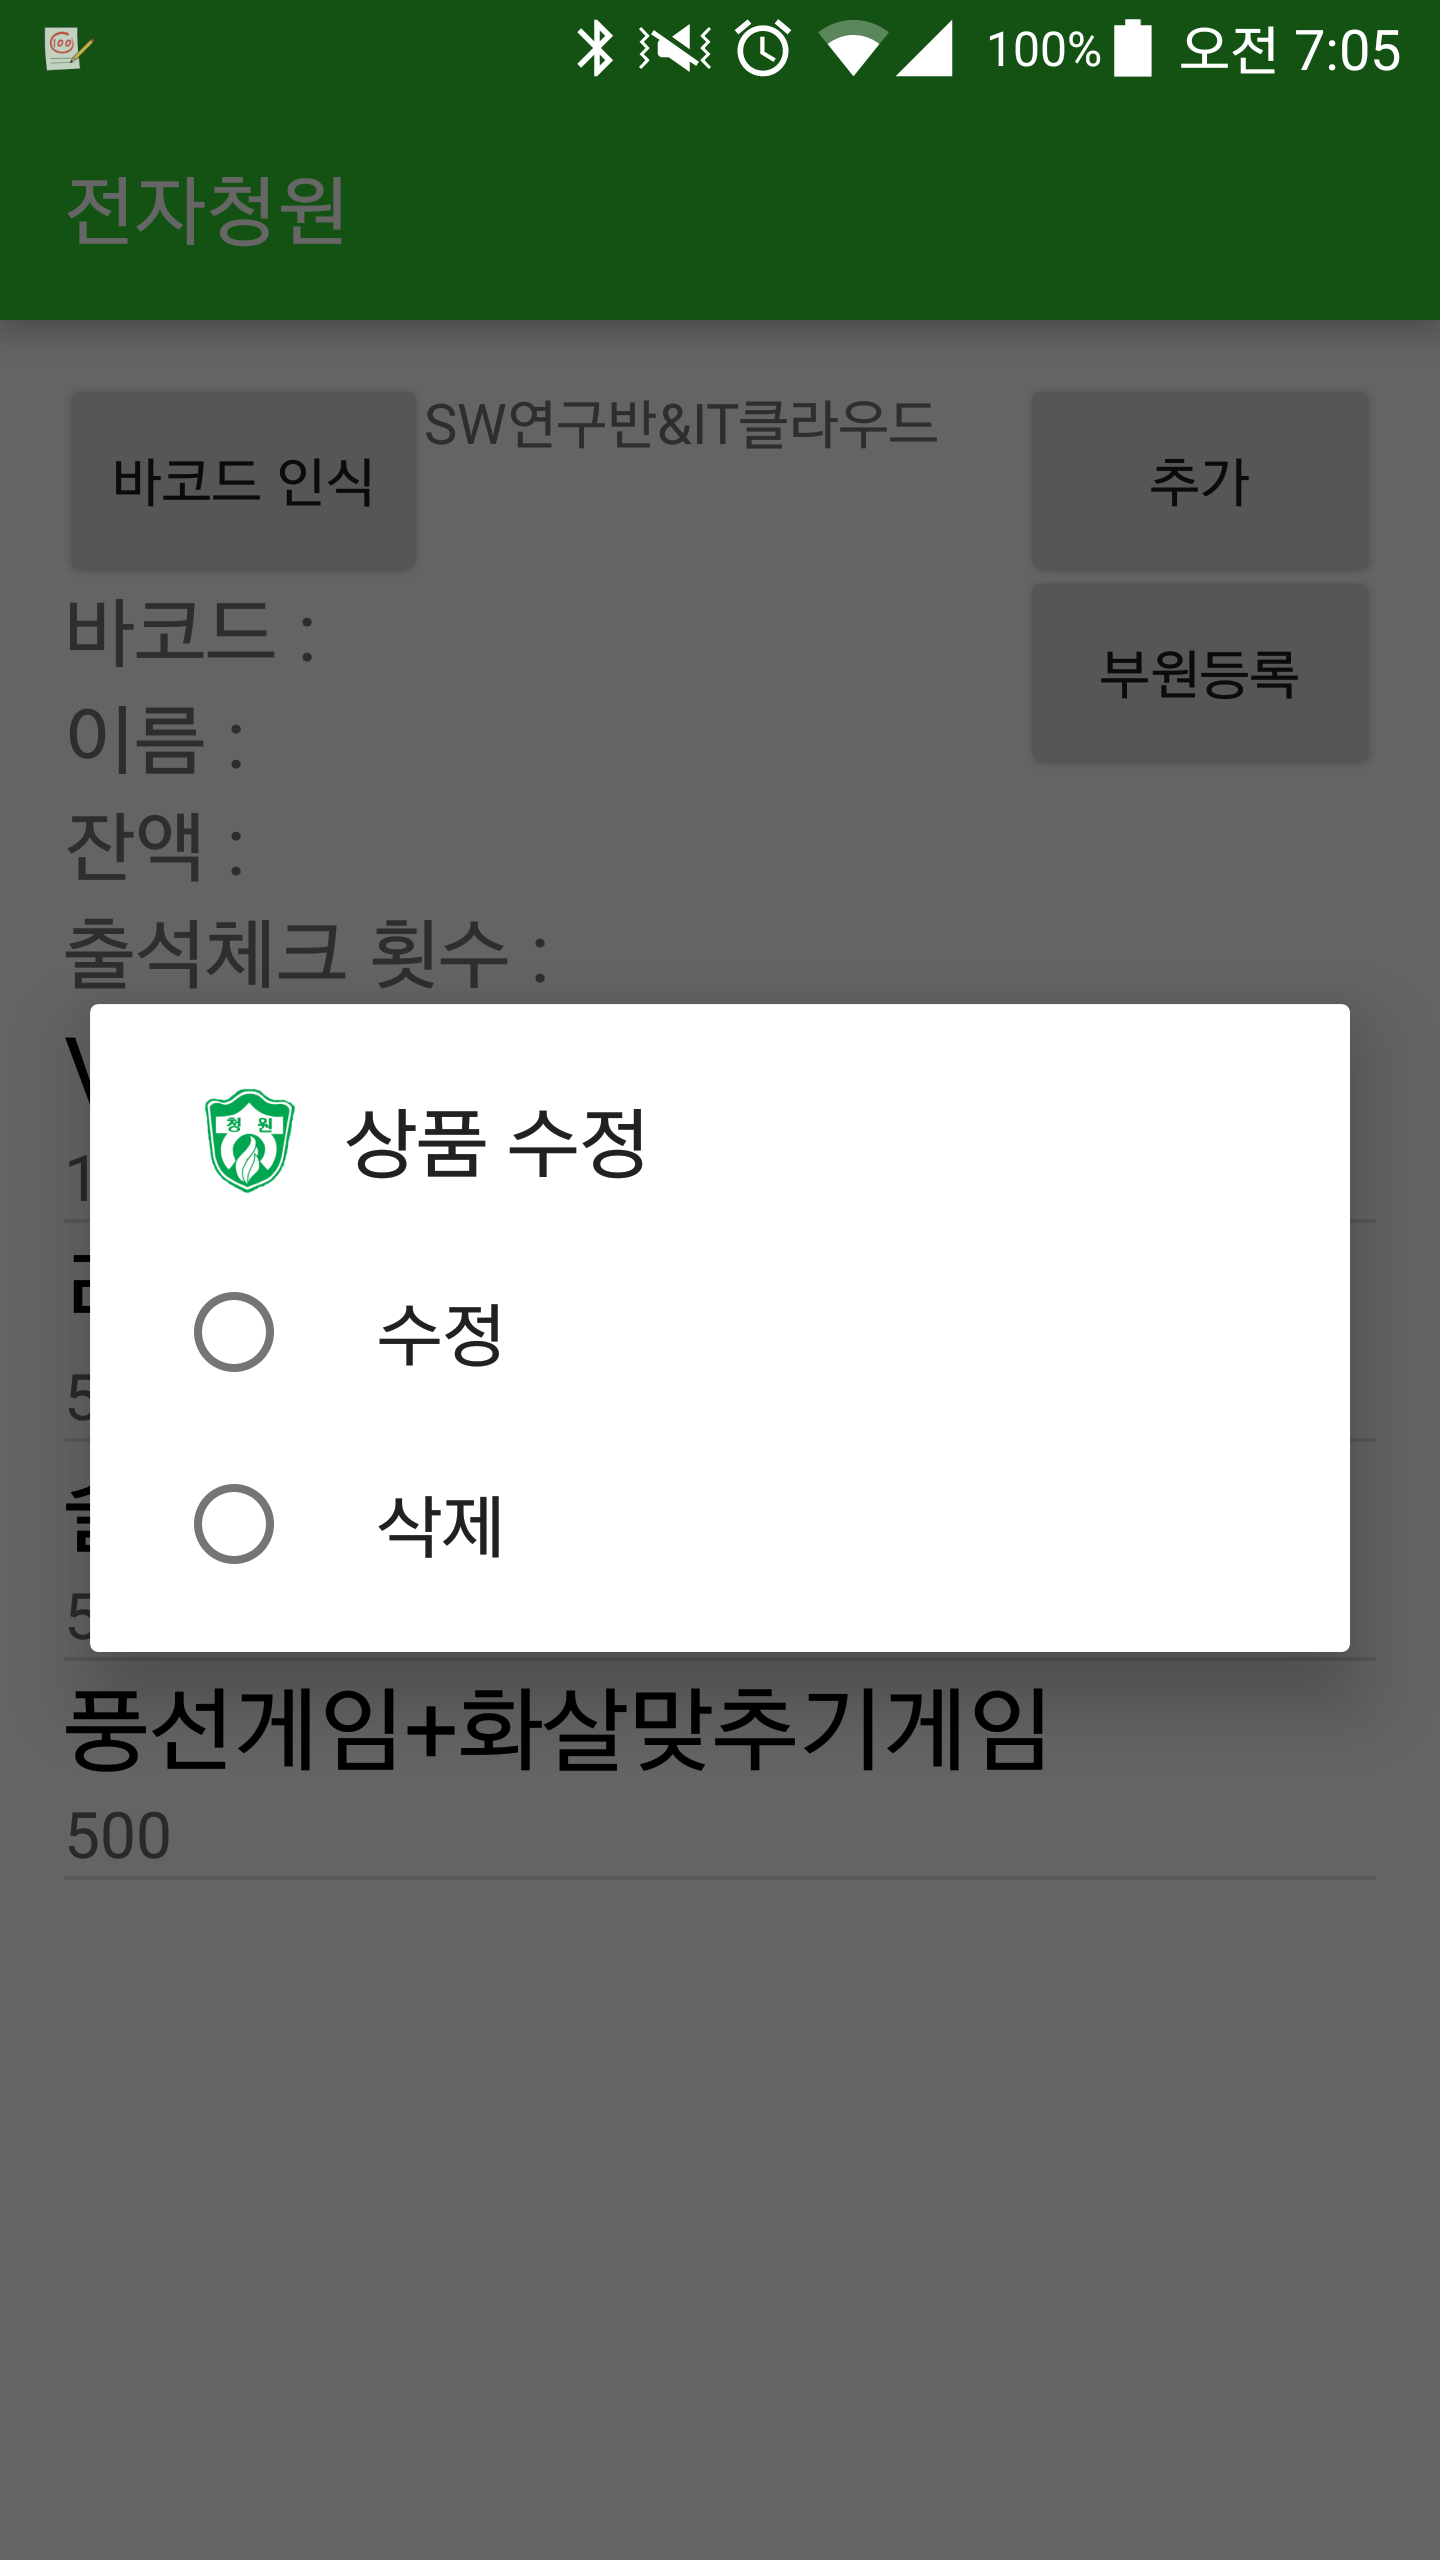 100% 오전 7:05
전자청원
바코드 인식
SW연구반&IT클라우드
추가
바코드 :
부원등록
이름 :
잔액 :
출석체크 횟수 :
청 원
상품 수정
수정
삭제
풍선게임+화살맞추기게임
500